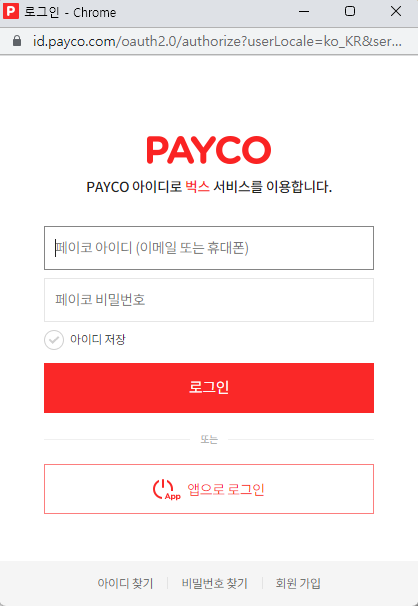 로그인 - Chrome
id.payco.com/oauth2.0/authorize?userLocale=ko_KR&ser...
PAYCO
PAYCO 아이디로 벅스 서비스를 이용합니다.
페이코 아이디 (이메일 또는 휴대폰)
페이코 비밀번호
아이디 저장
로그인
또는
App 앱으로 로그인
아이디 찾기 비밀번호 찾기 회원 가입